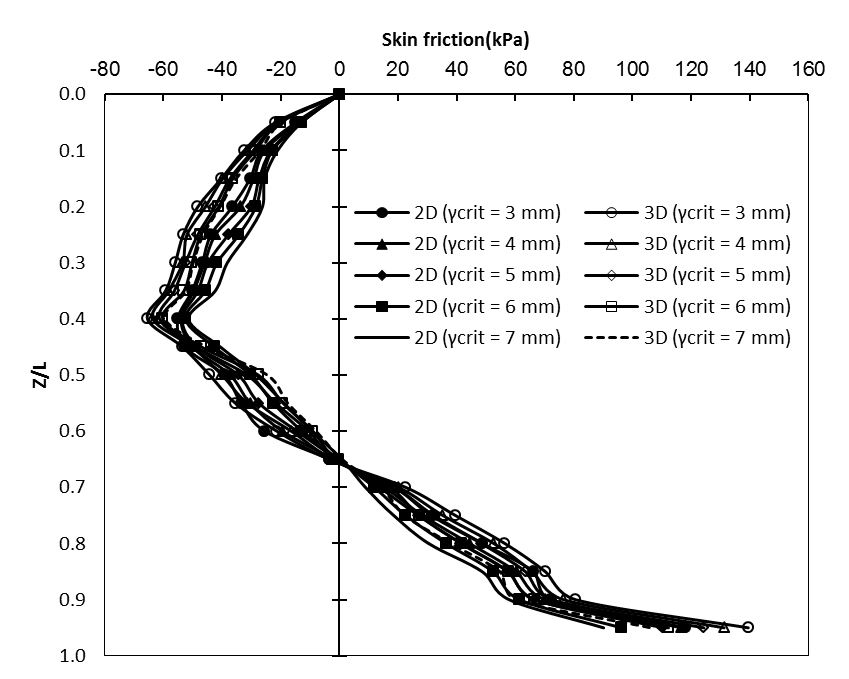 Skin friction(kPa)
-80 -60 -40 -20 0 20 40 60 80 100 120 140 160
0.0
0.1
0.2
0.3
0.4
0.5
0.6
0.7
0.8
0.9
1.0
Z/L
2D (γcrit = 3 mm) 3D (γcrit = 3 mm)
2D (γcrit = 4 mm) 3D (γcrit = 4 mm)
2D (γcrit = 5 mm) 3D (γcrit = 5 mm)
2D (γcrit = 6 mm) 3D (γcrit = 6 mm)
2D (γcrit = 7 mm) 3D (γcrit = 7 mm)